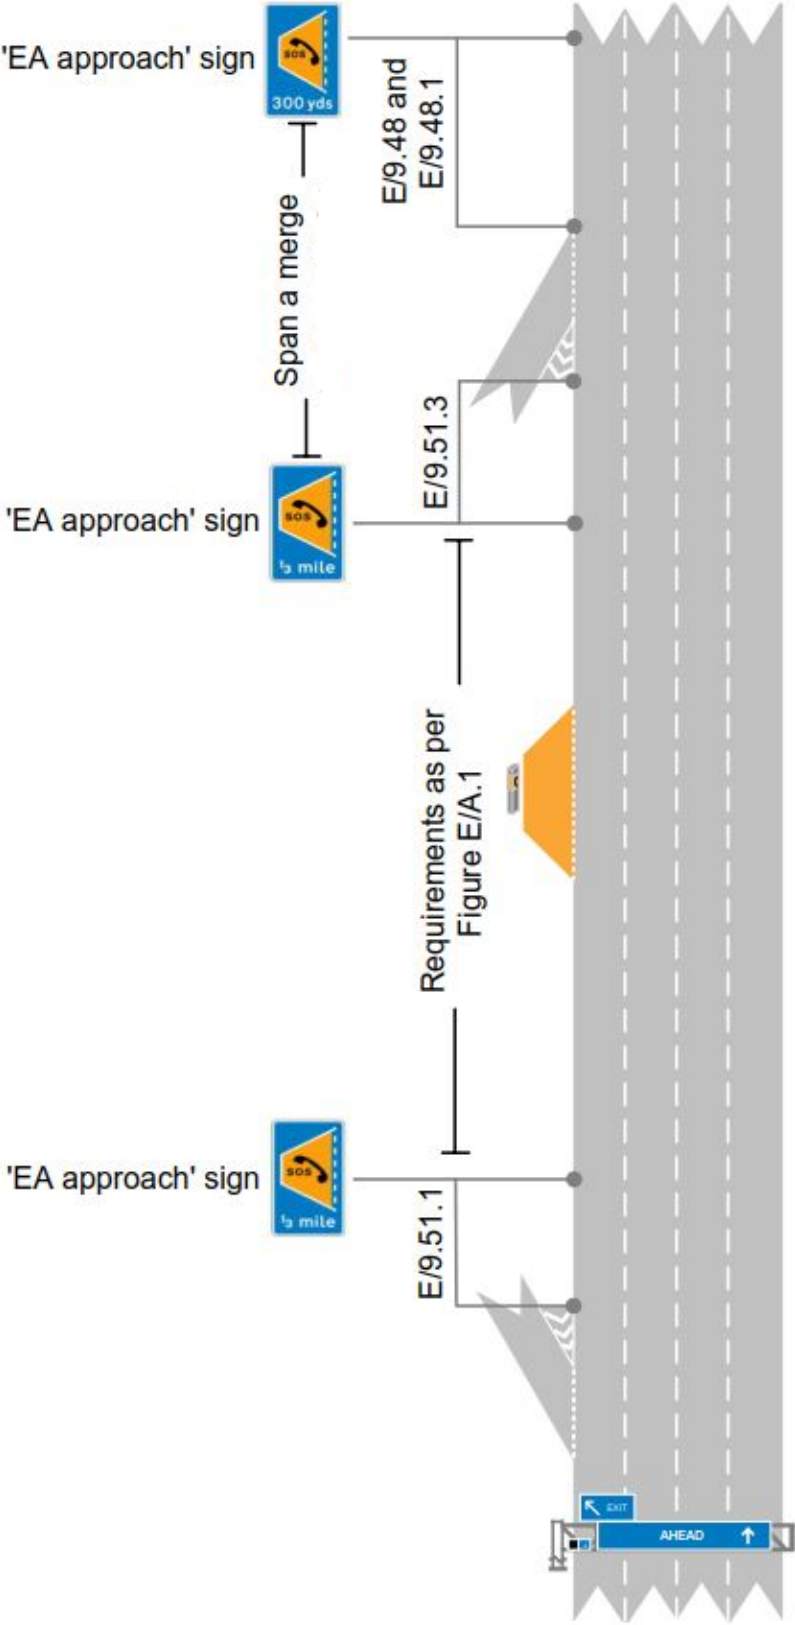 'EA approach' sign
SOS
300 yds
E/9.48 and
E/9.48.1
Span a merge
E/9.51.3
'EA approach' sign
SOS
⅓ mile
Requirements as per
Figure E/A.1
'EA approach' sign
SOS
⅓ mile
E/9.51.1
EXIT
AHEAD